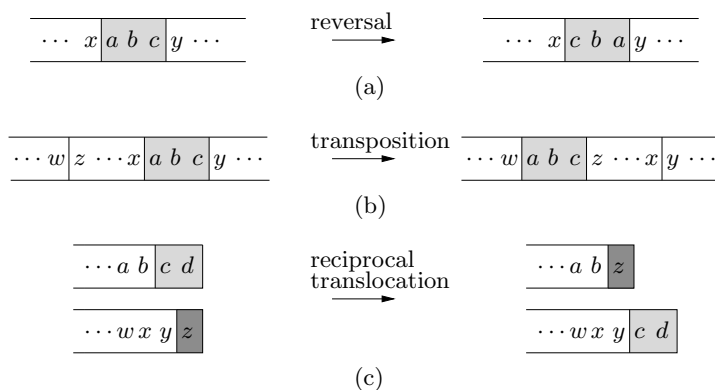 reversal
⋯ x a b c y ⋯ ⋯ x c b a y ⋯
(a)
transposition
⋯ w z ⋯ x a b c y ⋯ ⋯ w a b c z ⋯ x y ⋯
(b)
reciprocal
translocation
⋯ a b c d ⋯ a b z
⋯ w x y z ⋯ w x y c d
(c)